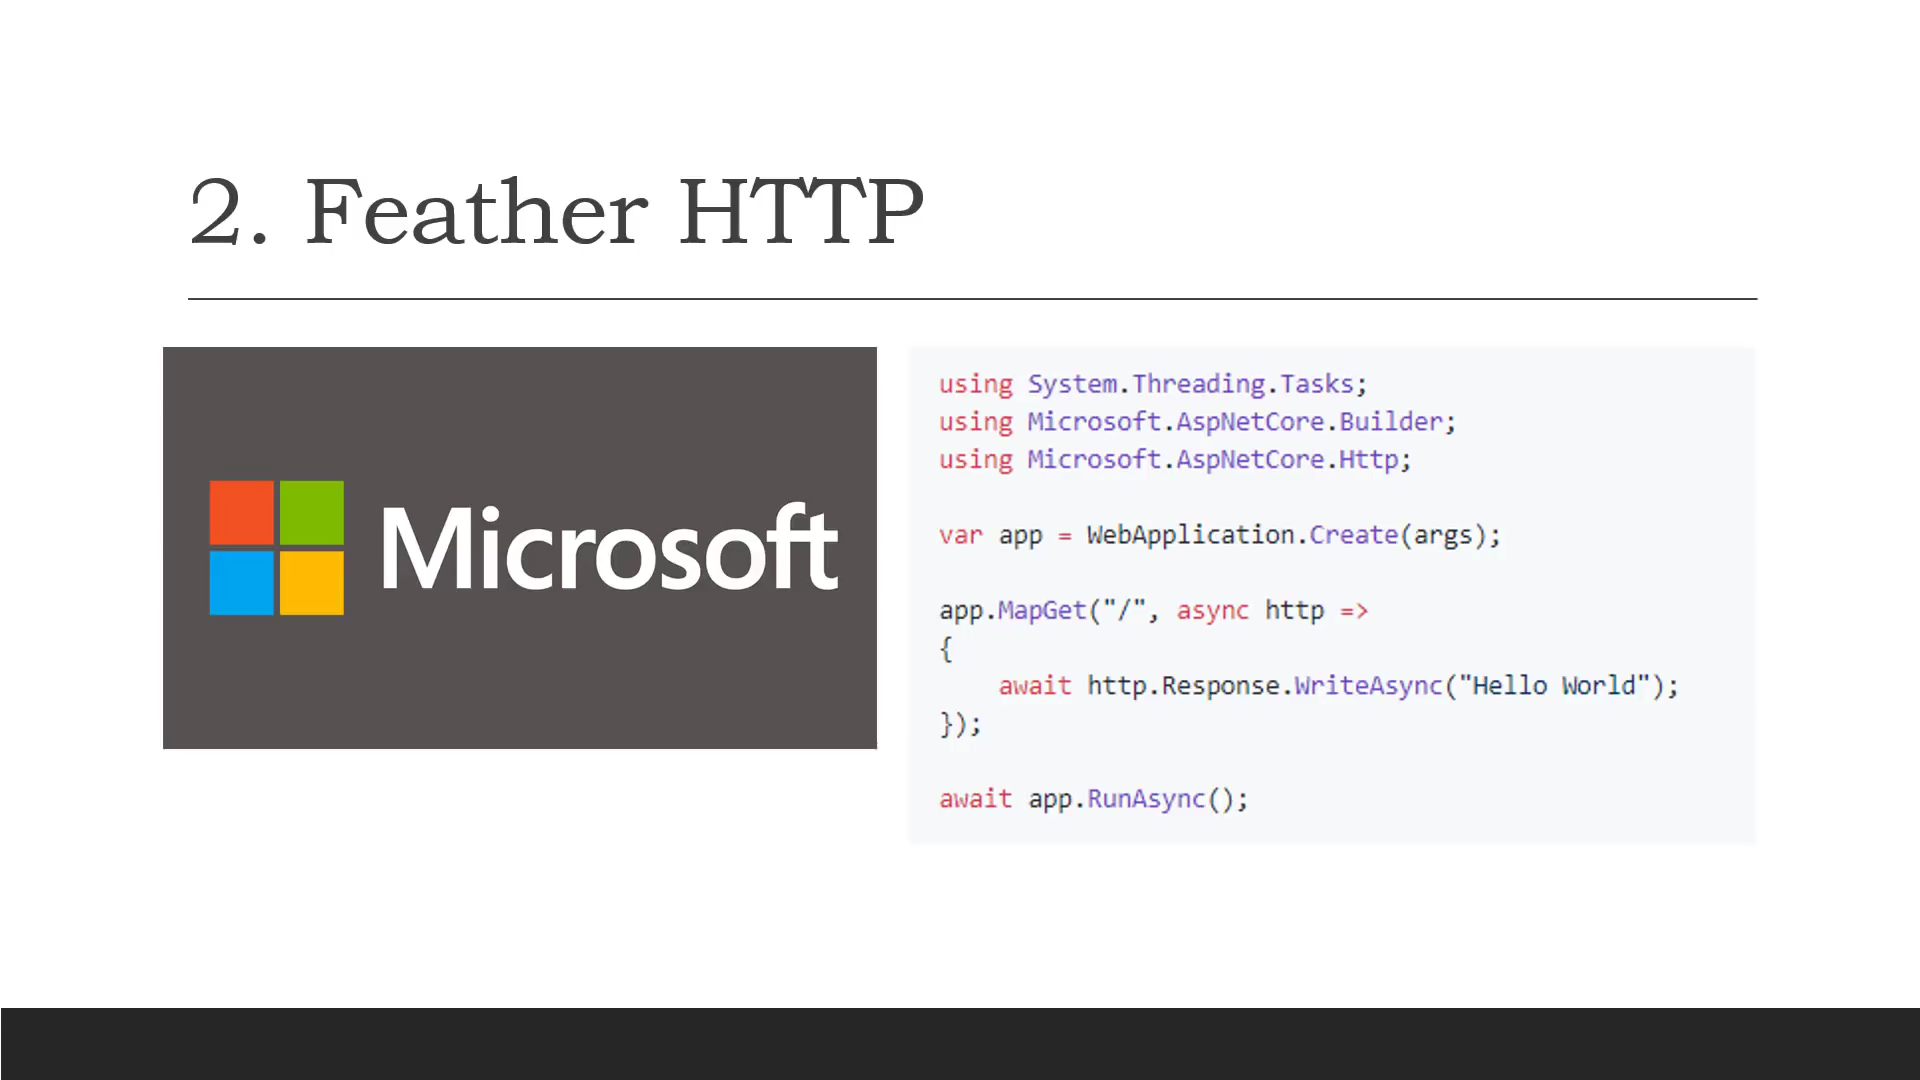 2. Feather HTTP
Microsoft
using System.Threading.Tasks;
using Microsoft.AspNetCore.Builder;
using Microsoft.AspNetCore.Http;
var app = WebApplication.Create(args);
app.MapGet("/", async http =>
{
    await http.Response.WriteAsync("Hello World");
});
await app.RunAsync();